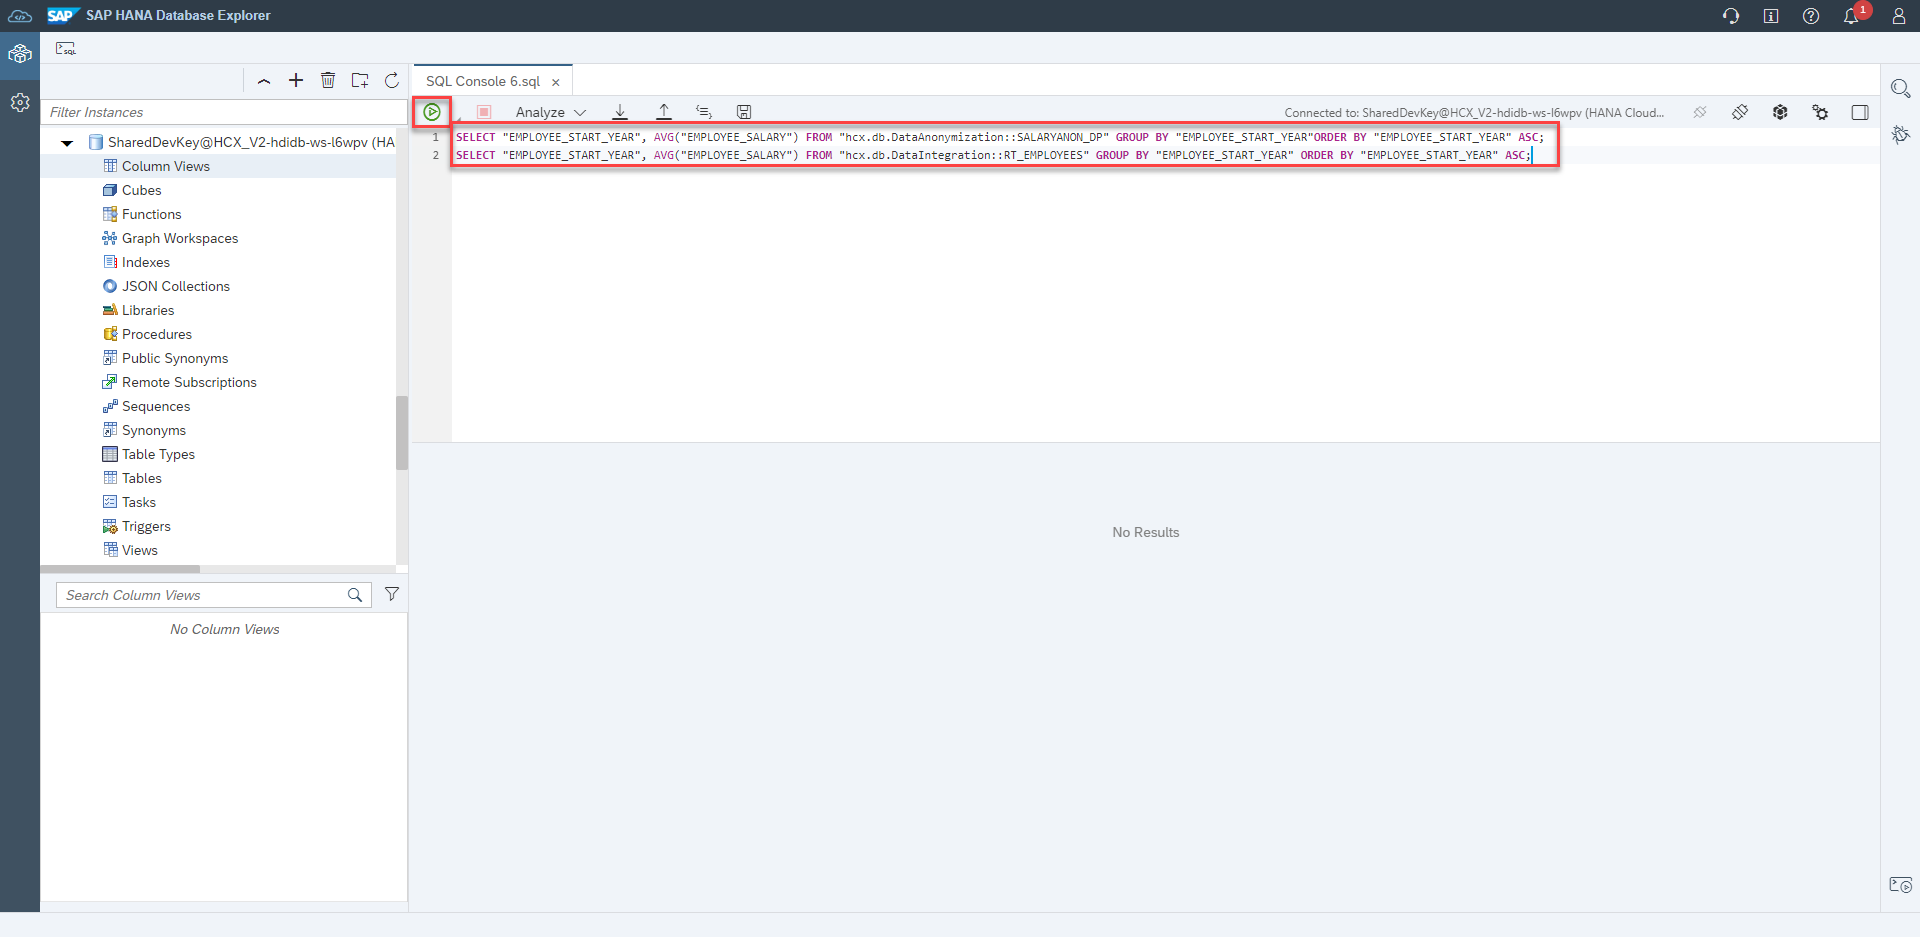 SAP SAP HANA Database Explorer
1
SQL
SQL Console 6.sql
Filter Instances
Analyze
Connected to: SharedDevKey@HCX_V2-hdidb-ws-l6wpv (HANA Cloud...
1 SELECT "EMPLOYEE_START_YEAR", AVG("EMPLOYEE_SALARY") FROM "hcx.db.DataAnonymization::SALARYANON_DP" GROUP BY "EMPLOYEE_START_YEAR"ORDER BY "EMPLOYEE_START_YEAR" ASC;
2 SELECT "EMPLOYEE_START_YEAR", AVG("EMPLOYEE_SALARY") FROM "hcx.db.DataIntegration::RT_EMPLOYEES" GROUP BY "EMPLOYEE_START_YEAR" ORDER BY "EMPLOYEE_START_YEAR" ASC;
SharedDevKey@HCX_V2-hdidb-ws-l6wpv (HA
Column Views
Cubes
Functions
Graph Workspaces
Indexes
JSON Collections
Libraries
Procedures
Public Synonyms
Remote Subscriptions
Sequences
Synonyms
Table Types
Tables
Tasks
Triggers
Views
No Results
Search Column Views
No Column Views